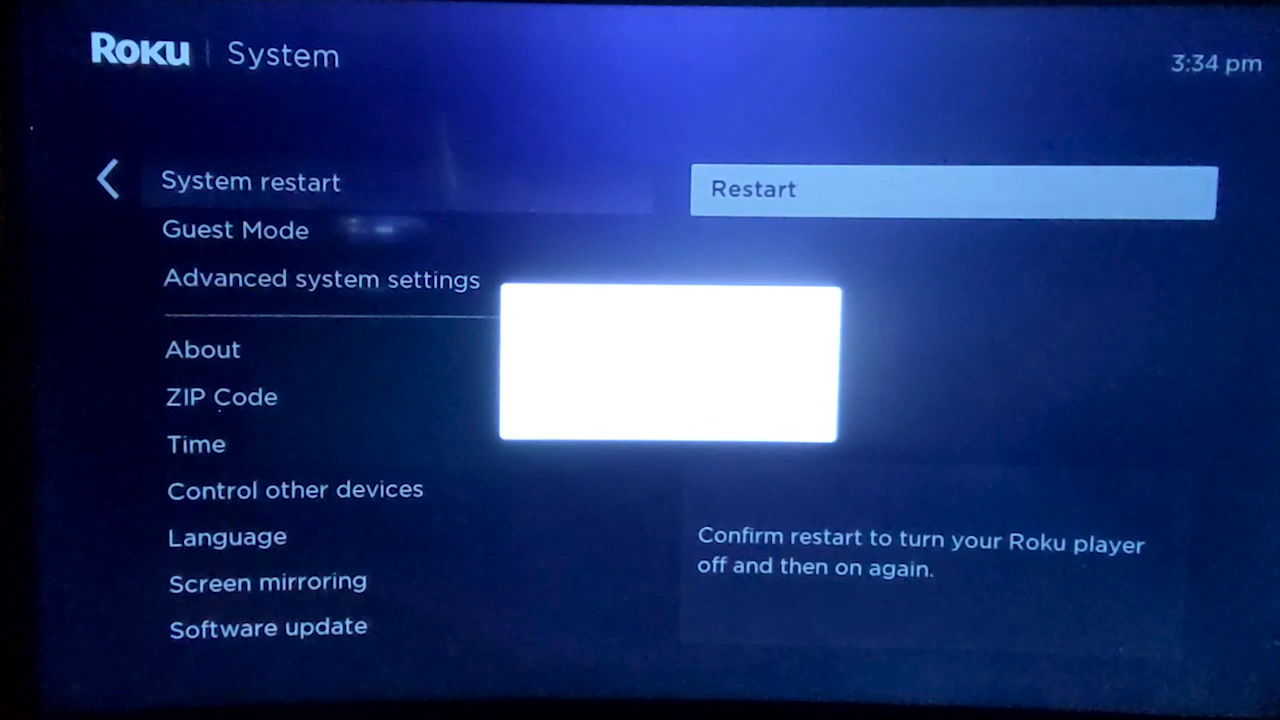 Roku | System
3:34 pm
System restart
Restart
Guest Mode
Advanced system settings
About
ZIP Code
Time
Control other devices
Language
Screen mirroring
Software update
Confirm restart to turn your Roku player
off and then on again.